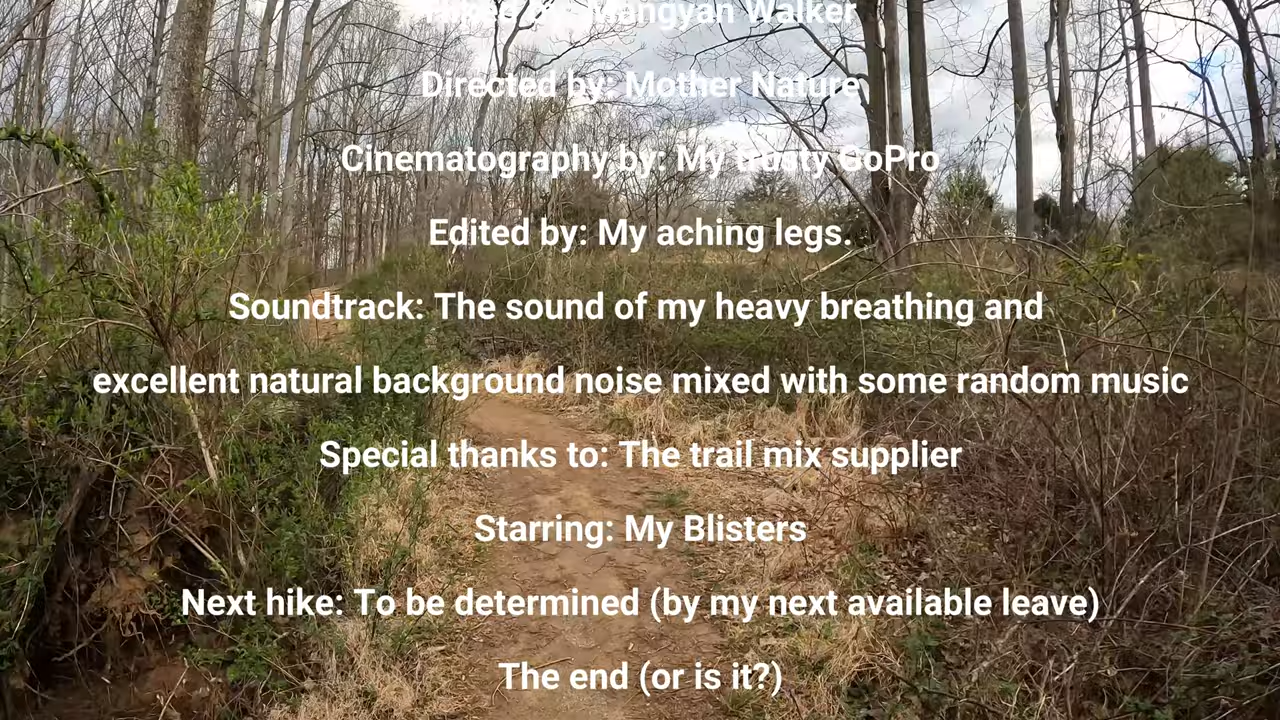 Mangyan Walker
Directed by: Mother Nature
Cinematography by: My trusty GoPro
Edited by: My aching legs.
Soundtrack: The sound of my heavy breathing and
excellent natural background noise mixed with some random music
Special thanks to: The trail mix supplier
Starring: My Blisters
Next hike: To be determined (by my next available leave)
The end (or is it?)